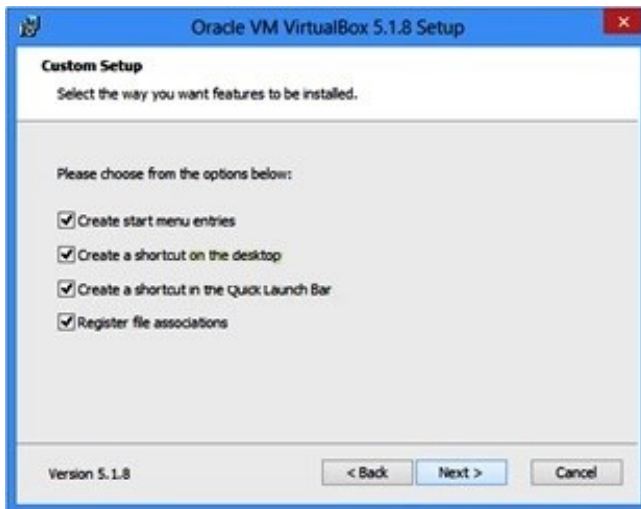 Oracle VM VirtualBox 5.1.8 Setup
Custom Setup
Select the way you want features to be installed.
Please choose from the options below:
Create start menu entries
Create a shortcut on the desktop
Create a shortcut in the Quick Launch Bar
Register file associations
Version 5.1.8
< Back
Next >
Cancel